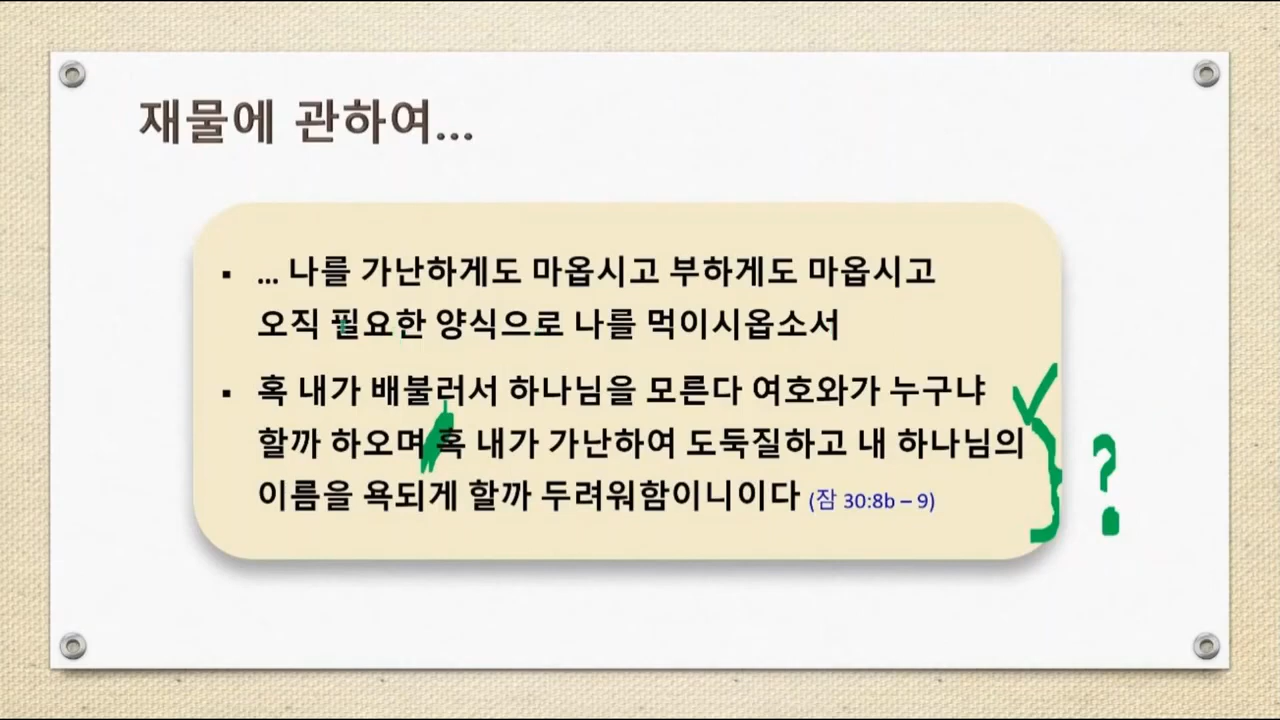 재물에 관하여...
▪ ... 나를 가난하게도 마옵시고 부하게도 마옵시고
오직 필요한 양식으로 나를 먹이시옵소서
▪ 혹 내가 배불러서 하나님을 모른다 여호와가 누구냐
할까 하오며 혹 내가 가난하여 도둑질하고 내 하나님의
이름을 욕되게 할까 두려워함이니이다 (잠 30:8b – 9)
?